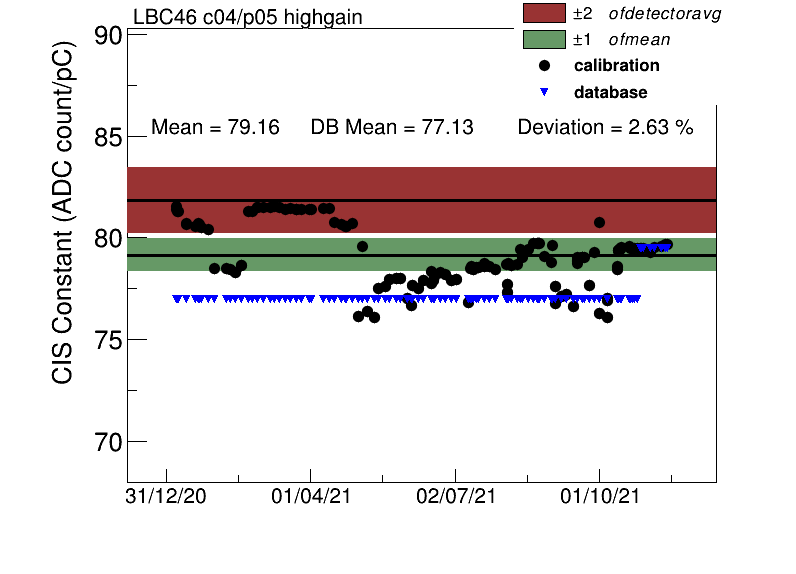 LBC46 c04/p05 highgain
±2 ofdetectoravg
±1 ofmean
calibration
database
Mean = 79.16 DB Mean = 77.13 Deviation = 2.63 %
CIS Constant (ADC count/pC)
90
85
80
75
70
31/12/20 01/04/21 02/07/21 01/10/21